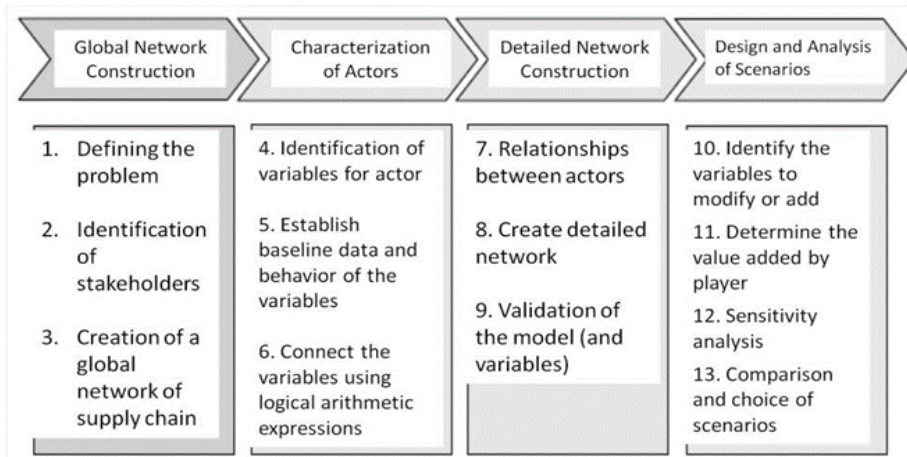 Global Network
Construction
Characterization
of Actors
Detailed Network
Construction
Design and Analysis
of Scenarios
1. Defining the
problem
2. Identification
of
stakeholders
3. Creation of a
global
network of
supply chain
4. Identification of
variables for actor
5. Establish
baseline data and
behavior of the
variables
6. Connect the
variables using
logical arithmetic
expressions
7. Relationships
between actors
8. Create detailed
network
9. Validation of
the model (and
variables)
10. Identify the
variables to
modify or add
11. Determine the
value added by
player
12. Sensitivity
analysis
13. Comparison
and choice of
scenarios